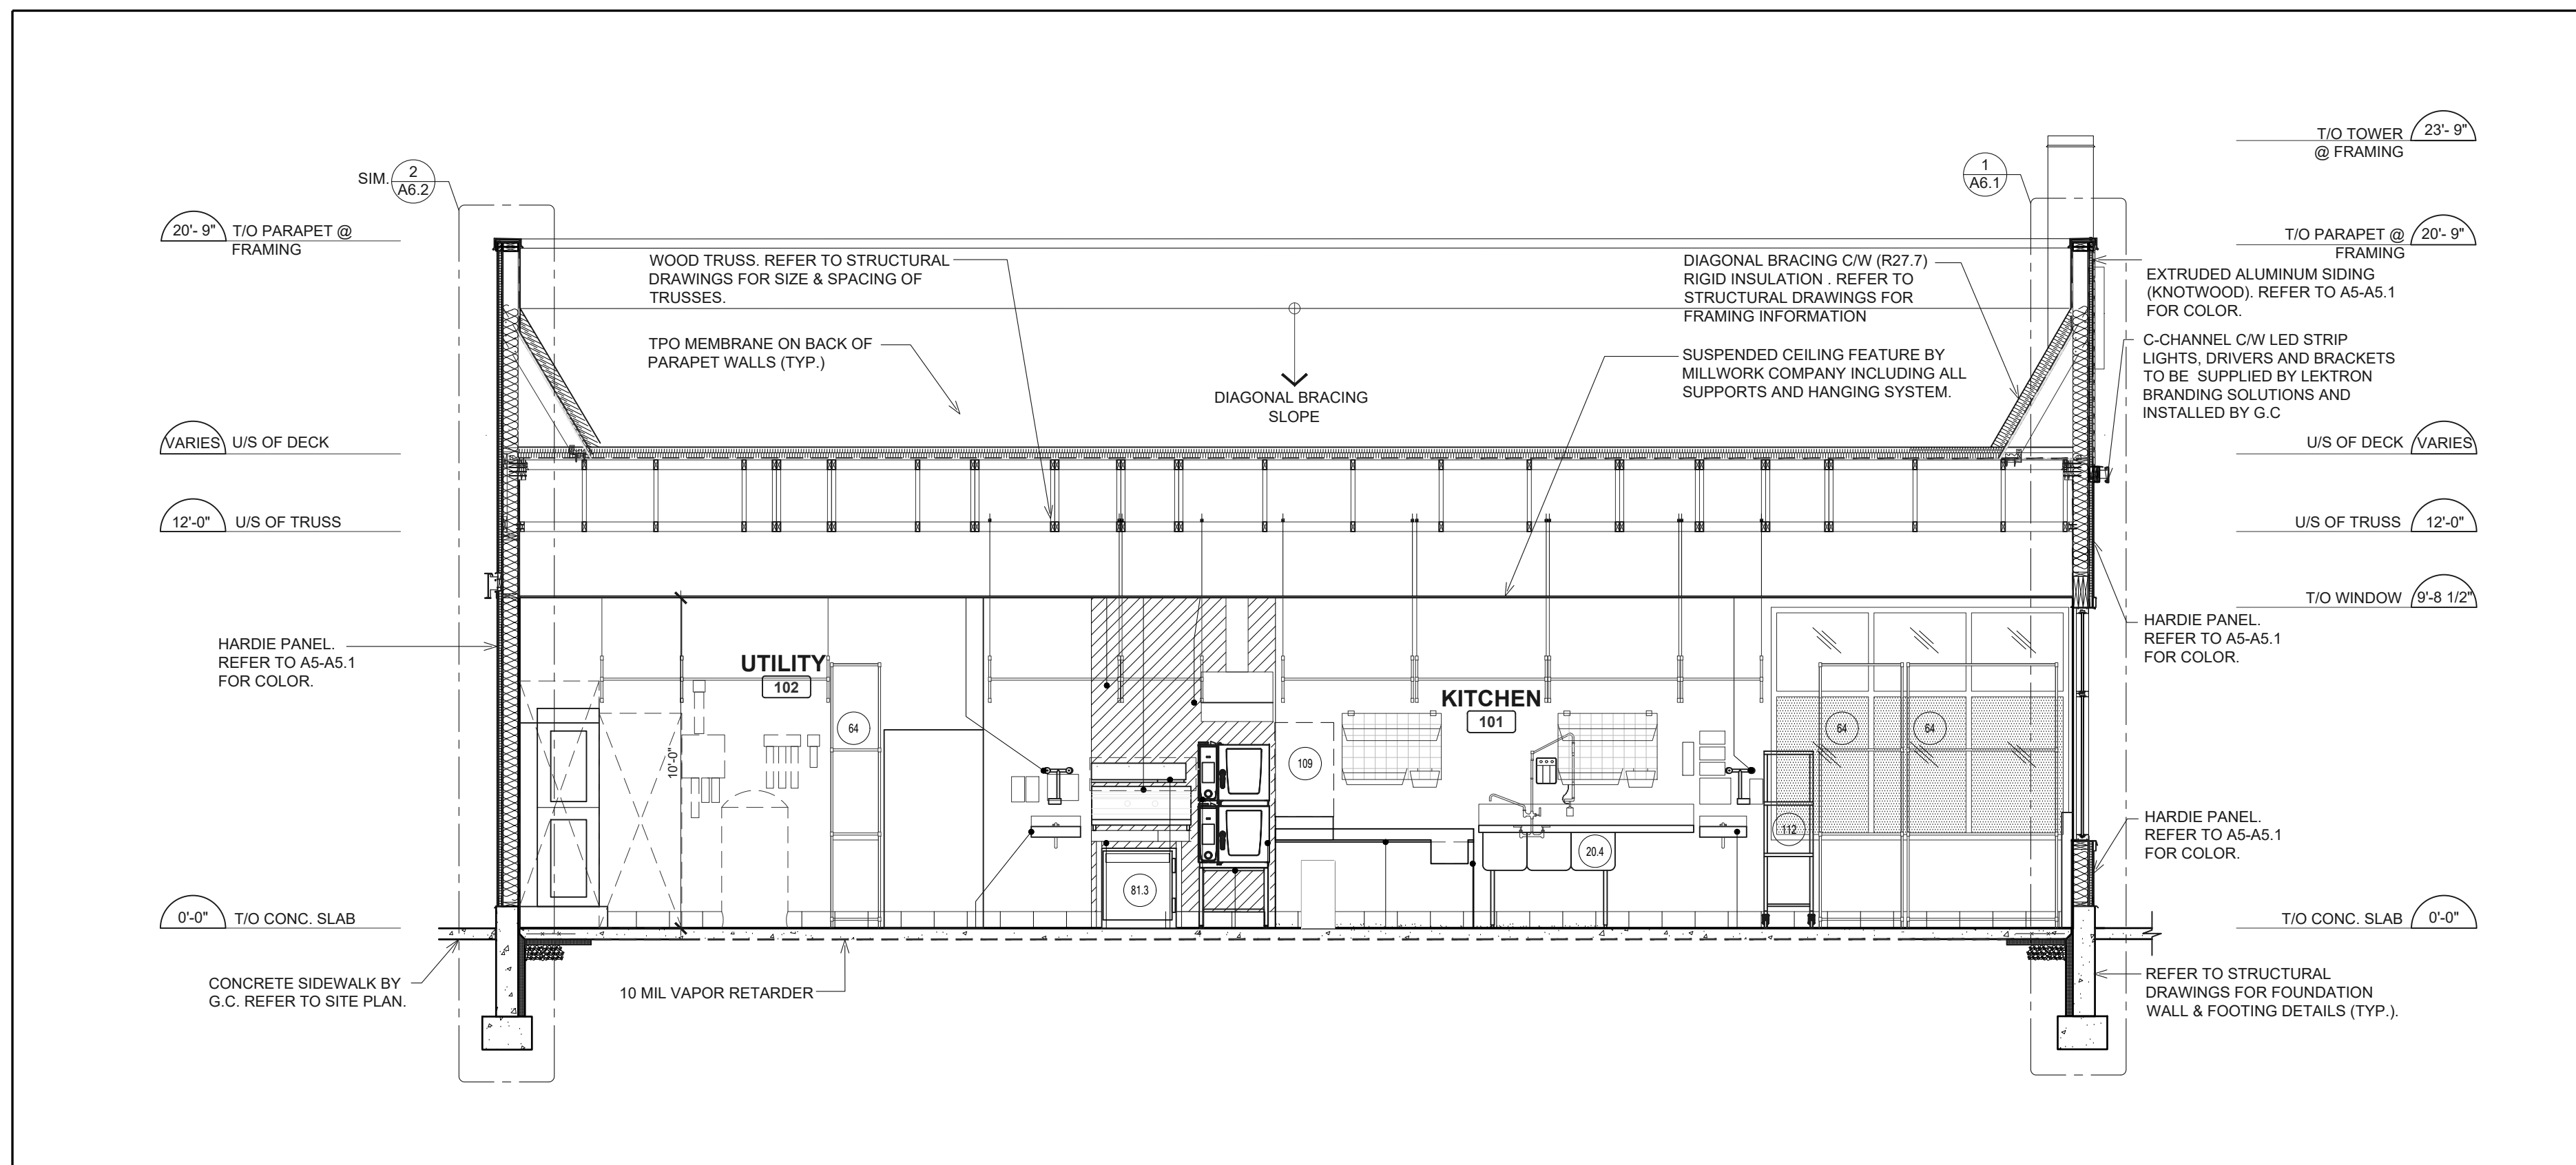 T/O TOWER
@ FRAMING
23'- 9"
SIM.
2
A6.2
1
A6.1
20'- 9"
T/O PARAPET @
FRAMING
T/O PARAPET @
FRAMING
20'- 9"
WOOD TRUSS. REFER TO STRUCTURAL
DRAWINGS FOR SIZE & SPACING OF
TRUSSES.
DIAGONAL BRACING C/W (R27.7)
RIGID INSULATION . REFER TO
STRUCTURAL DRAWINGS FOR
FRAMING INFORMATION
EXTRUDED ALUMINUM SIDING
(KNOTWOOD). REFER TO A5-A5.1
FOR COLOR.
TPO MEMBRANE ON BACK OF
PARAPET WALLS (TYP.)
SUSPENDED CEILING FEATURE BY
MILLWORK COMPANY INCLUDING ALL
SUPPORTS AND HANGING SYSTEM.
C-CHANNEL C/W LED STRIP
LIGHTS, DRIVERS AND BRACKETS
TO BE SUPPLIED BY LEKTRON
BRANDING SOLUTIONS AND
INSTALLED BY G.C
DIAGONAL BRACING
SLOPE
VARIES
U/S OF DECK
U/S OF DECK
VARIES
12'-0"
U/S OF TRUSS
U/S OF TRUSS
12'-0"
T/O WINDOW
9'-8 1/2"
HARDIE PANEL.
REFER TO A5-A5.1
FOR COLOR.
HARDIE PANEL.
REFER TO A5-A5.1
FOR COLOR.
UTILITY
102
KITCHEN
101
64
64
64
10'-0"
109
112
20.4
81.3
HARDIE PANEL.
REFER TO A5-A5.1
FOR COLOR.
0'-0"
T/O CONC. SLAB
T/O CONC. SLAB
0'-0"
CONCRETE SIDEWALK BY
G.C. REFER TO SITE PLAN.
10 MIL VAPOR RETARDER
REFER TO STRUCTURAL
DRAWINGS FOR FOUNDATION
WALL & FOOTING DETAILS (TYP.).